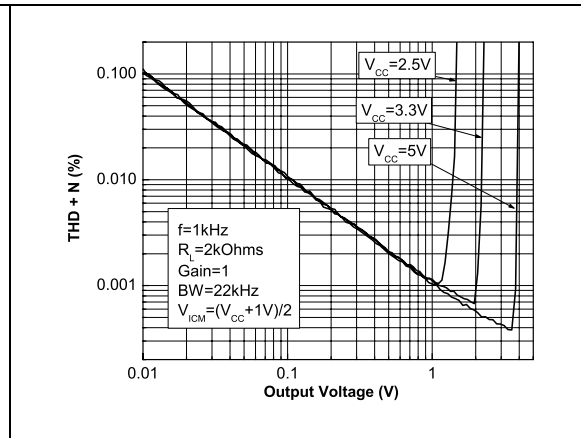 V_CC=2.5V
V_CC=3.3V
V_CC=5V
THD + N (%)
0.100
0.010
0.001
f=1kHz
R_L=2kOhms
Gain=1
BW=22kHz
V_ICM=(V_CC+1V)/2
0.01 0.1 1
Output Voltage (V)